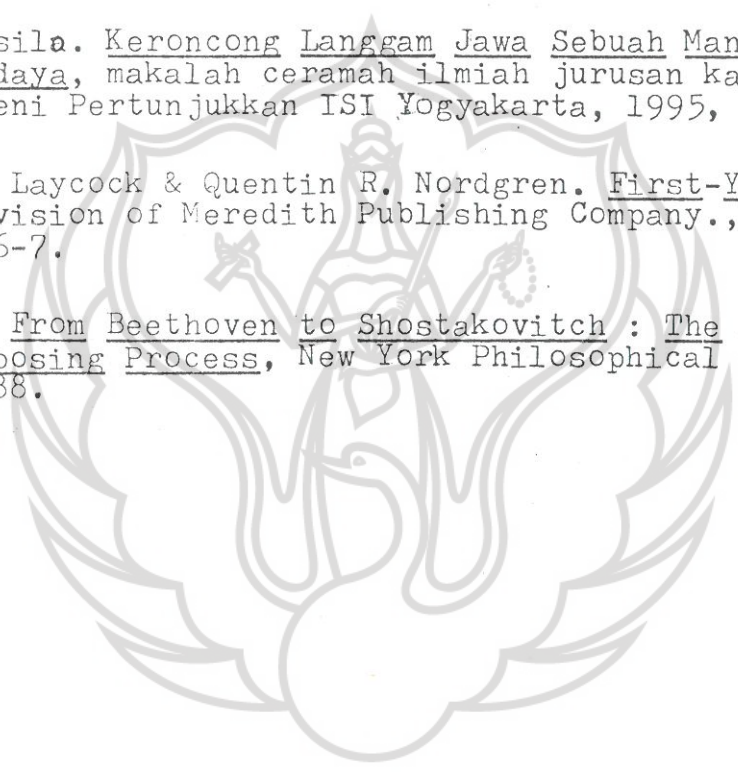 sila. Keroncong Langgam Jawa Sebuah Man
daya, makalah ceramah ilmiah jurusan ka
eni Pertunjukkan ISI Yogyakarta, 1995,
Laycock & Quentin R. Nordgren. First-Y
vision of Meredith Publishing Company.,
6-7.
From Beethoven to Shostakovitch : The
posing Process, New York Philosophical
38.